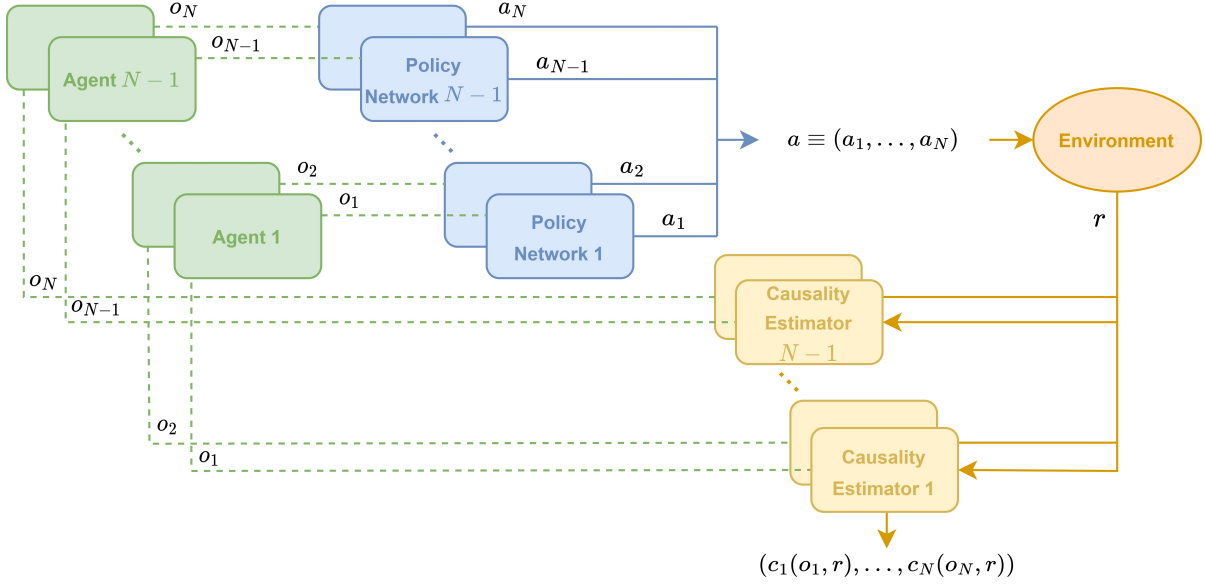 o_N
a_N
o_{N-1}
a_{N-1}
Agent N − 1
Policy
Network N − 1
a ≡ (a_1, . . . , a_N)
Environment
o_2
a_2
o_1
a_1
Agent 1
Policy
Network 1
r
o_N
o_{N-1}
Causality
Estimator
N − 1
o_2
o_1
Causality
Estimator 1
(c_1(o_1, r), . . . , c_N(o_N, r))